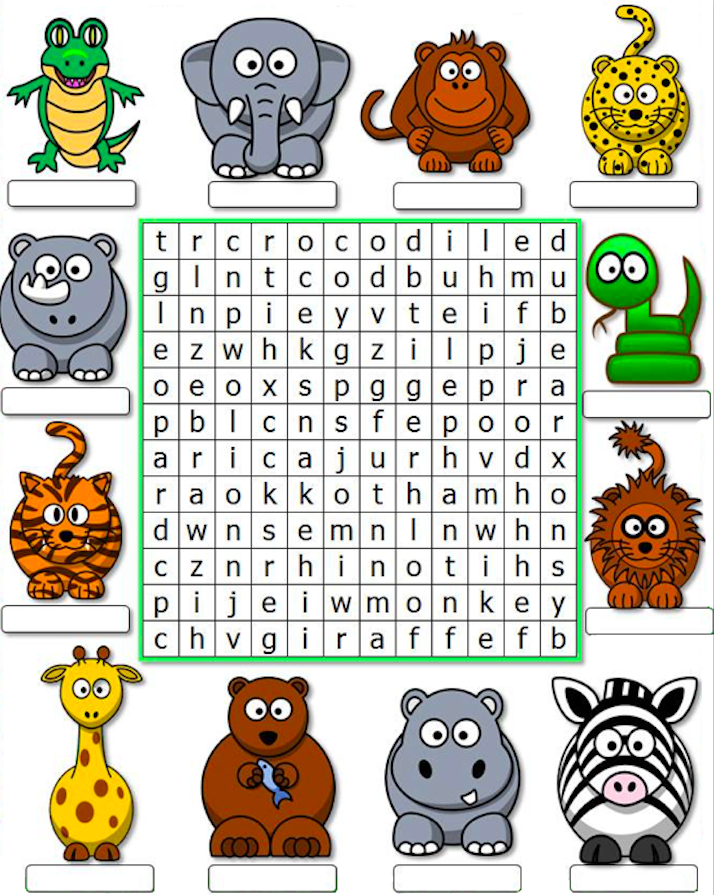 t r c r o c o d i l e d
g l n t c o d b u h m u
l n p i e y v t e i f b
e z w h k g z i l p j e
o e o x s p g g e p r a
p b l c n s f e p o o r
a r i c a j u r h v d x
r a o k k o t h a m h o
d w n s e m n l n w h n
c z n r h i n o t i h s
p i j e i w m o n k e y
c h v g i r a f f e f b